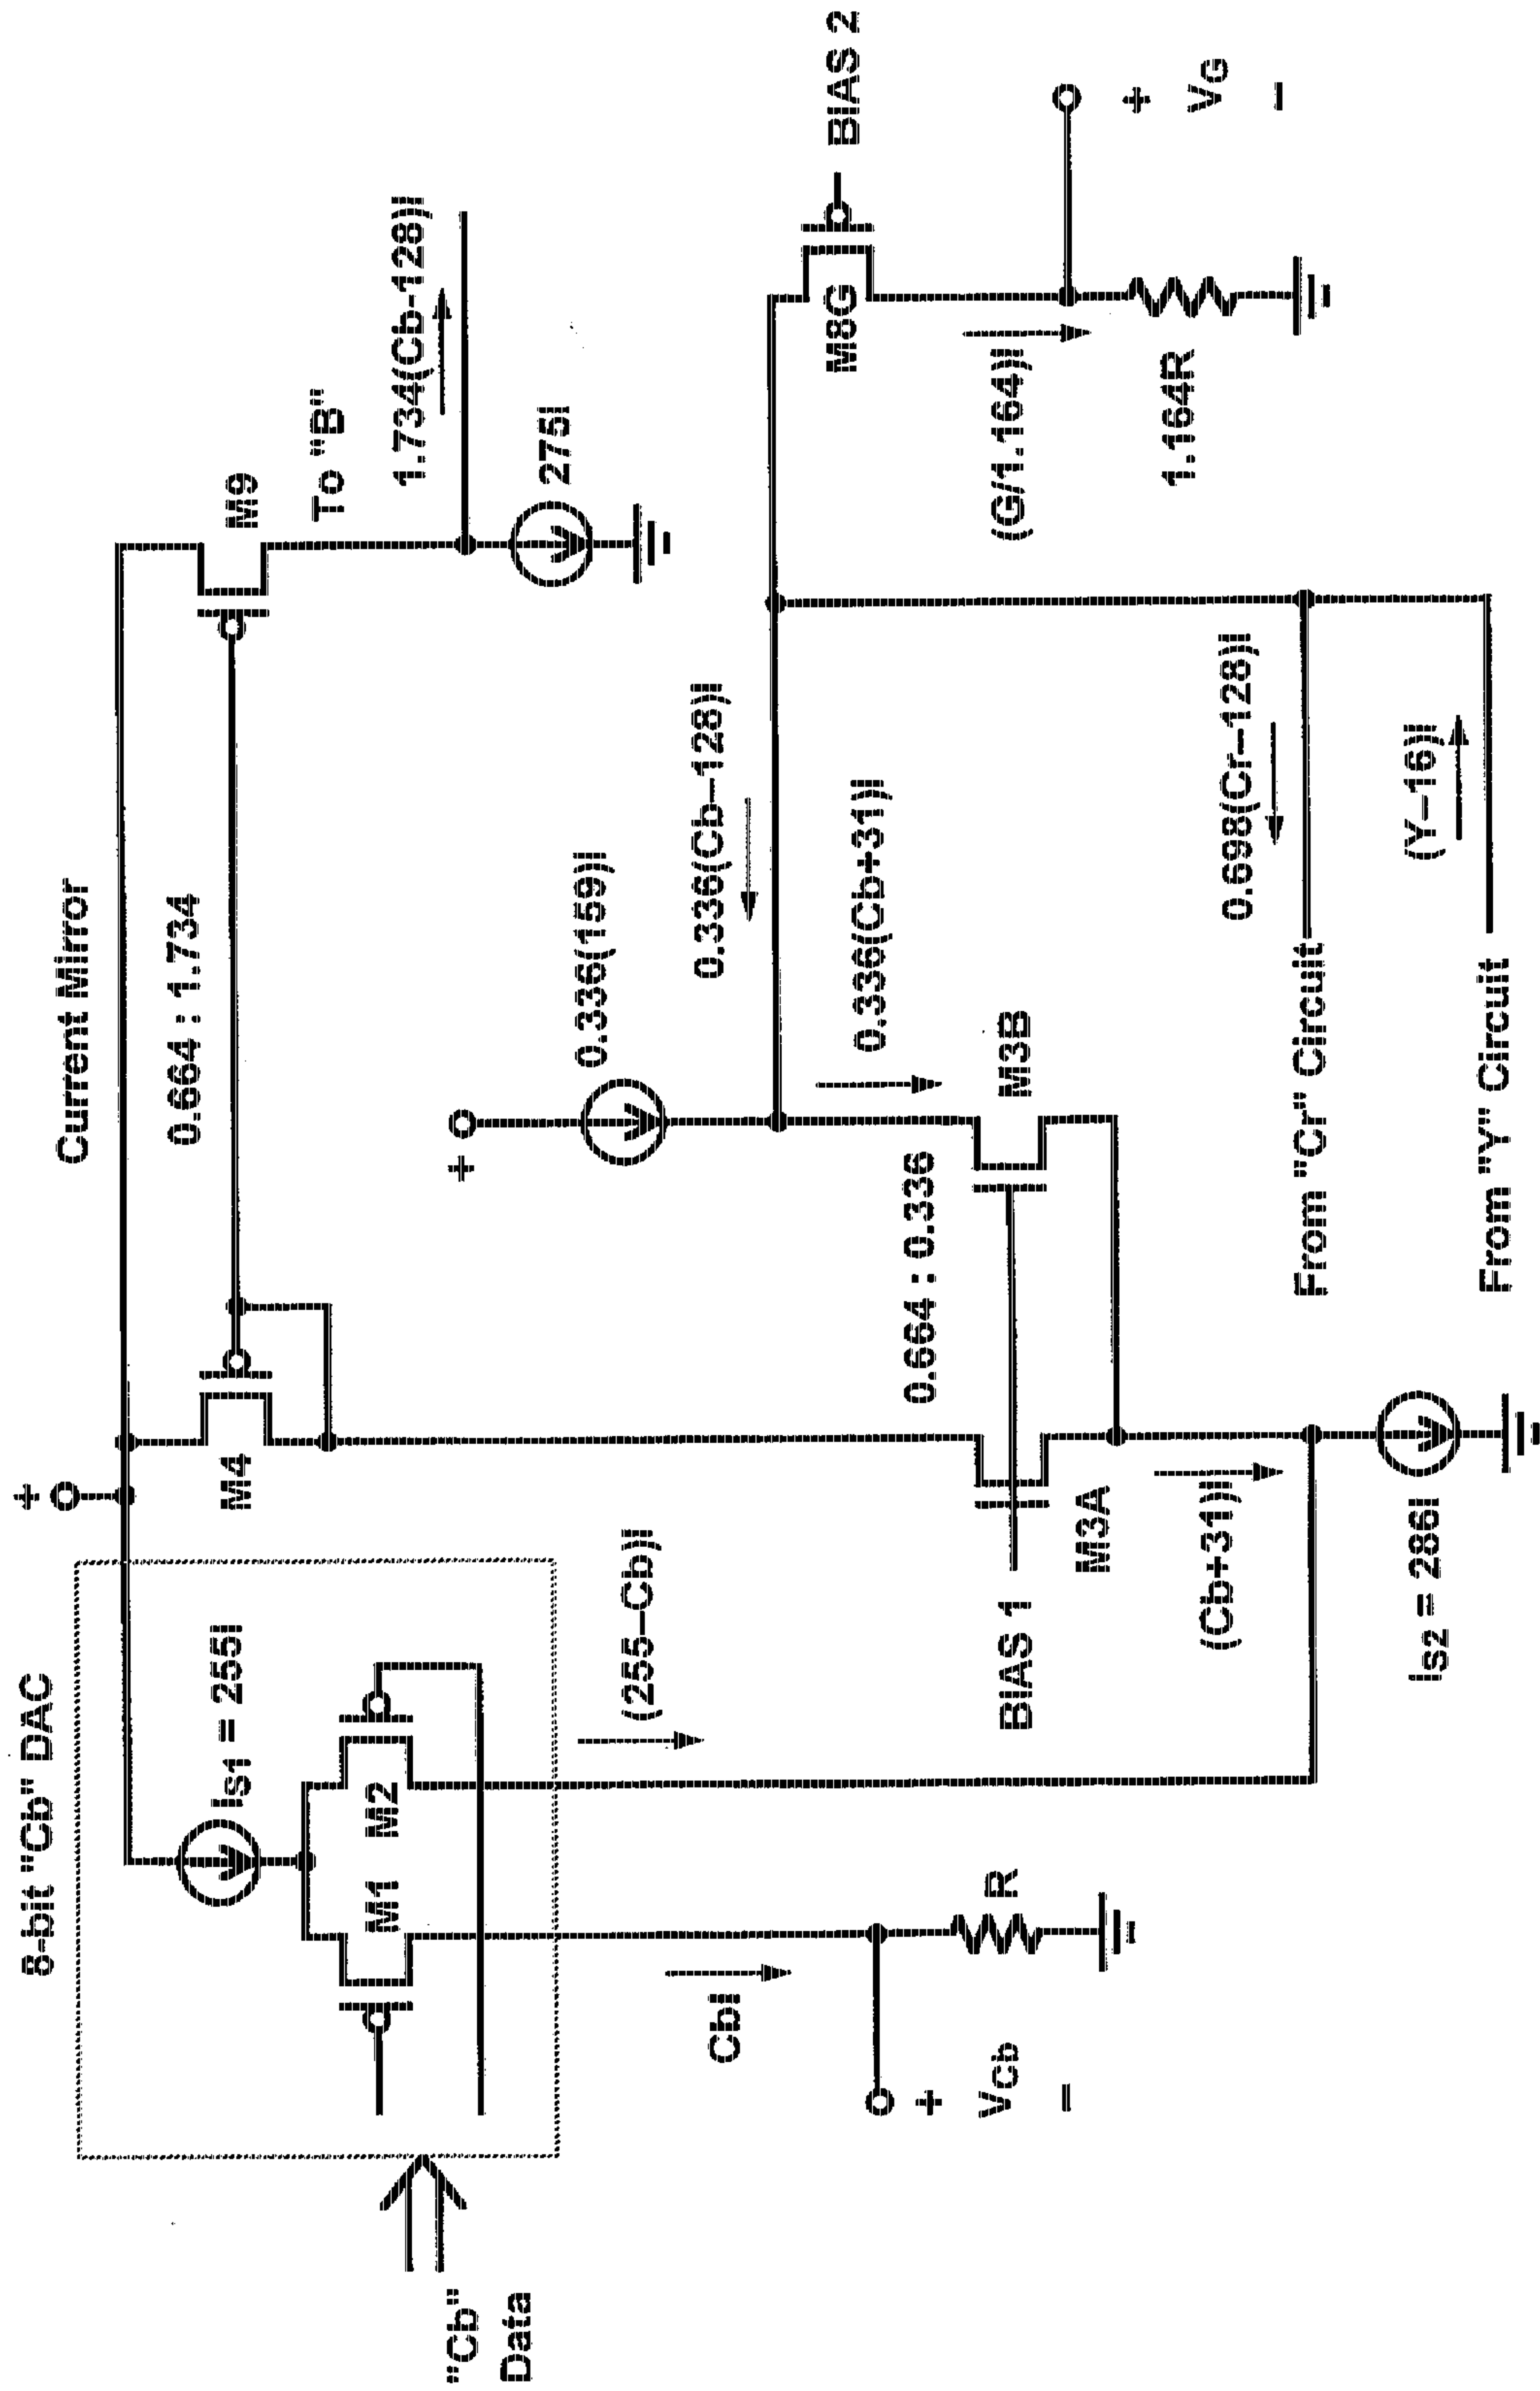 8-bit "Cb" DAC
Current Mirror
+
IS1 = 255I
M4
0.664 : 1.734
M9
To "B"
1.734(Cb-128)I
275I
M1
M2
"Cb"
Data
(255–Cb)I
+
0.336(159)I
0.336(Cb–128)I
CbI
M8G
BIAS 2
0.664 : 0.336
0.336(Cb+31)I
+
VCb
–
R
BIAS 1
M3A
M3B
(G/1.164)I
1.164R
+
VG
–
(Cb+31)I
0.698(Cr–128)I
From "Cr" Circuit
IS2 = 286I
(Y–16)I
From "Y" Circuit